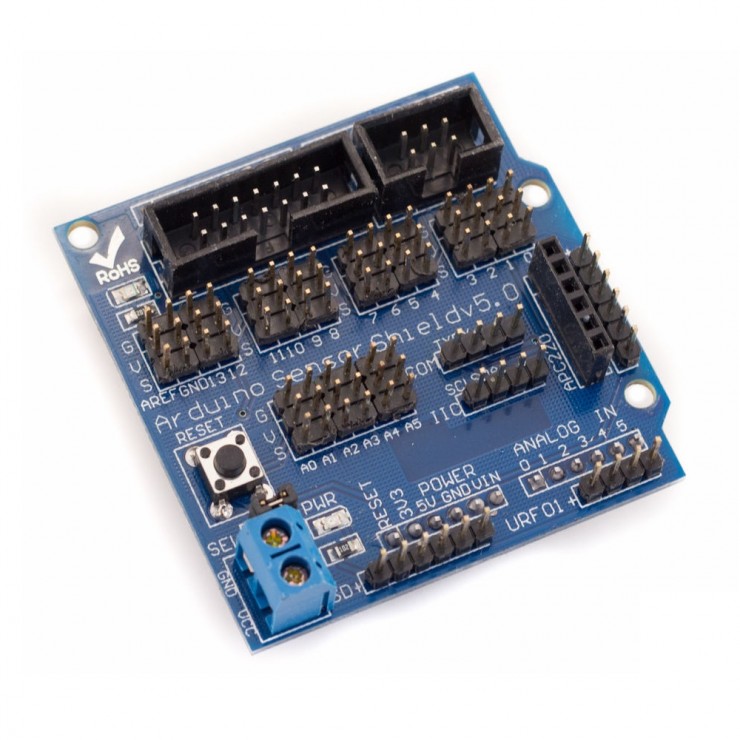 RoHS
G
V
S
AREF GND 13 12
11 10 9 8
7 6 5 4
3 2 1 0
Arduino Sensor Shield v5.0
COM
APC220
G
V
S
A0 A1 A2 A3 A4 A5
IIC
SCL
RESET
PWR
SEL
GND VCC
RESET
3V3
POWER
5V GND VIN
SD+
ANALOG IN
0 1 2 3 4 5
URF01+